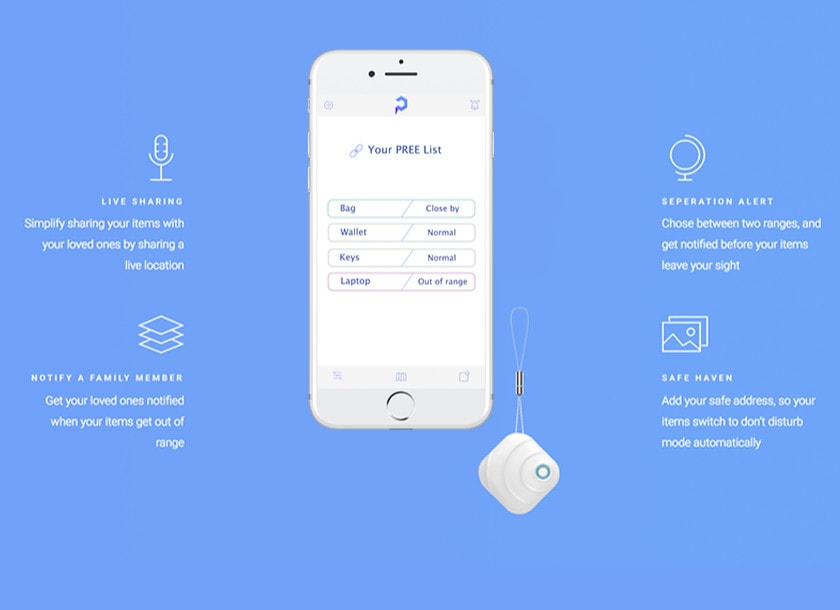 LIVE SHARING
Simplify sharing your items with
your loved ones by sharing a
live location
NOTIFY A FAMILY MEMBER
Get your loved ones notified
when your items get out of
range
Your PREE List
Bag Close by
Wallet Normal
Keys Normal
Laptop Out of range
SEPERATION ALERT
Chose between two ranges, and
get notified before your items
leave your sight
SAFE HAVEN
Add your safe address, so your
items switch to don't disturb
mode automatically